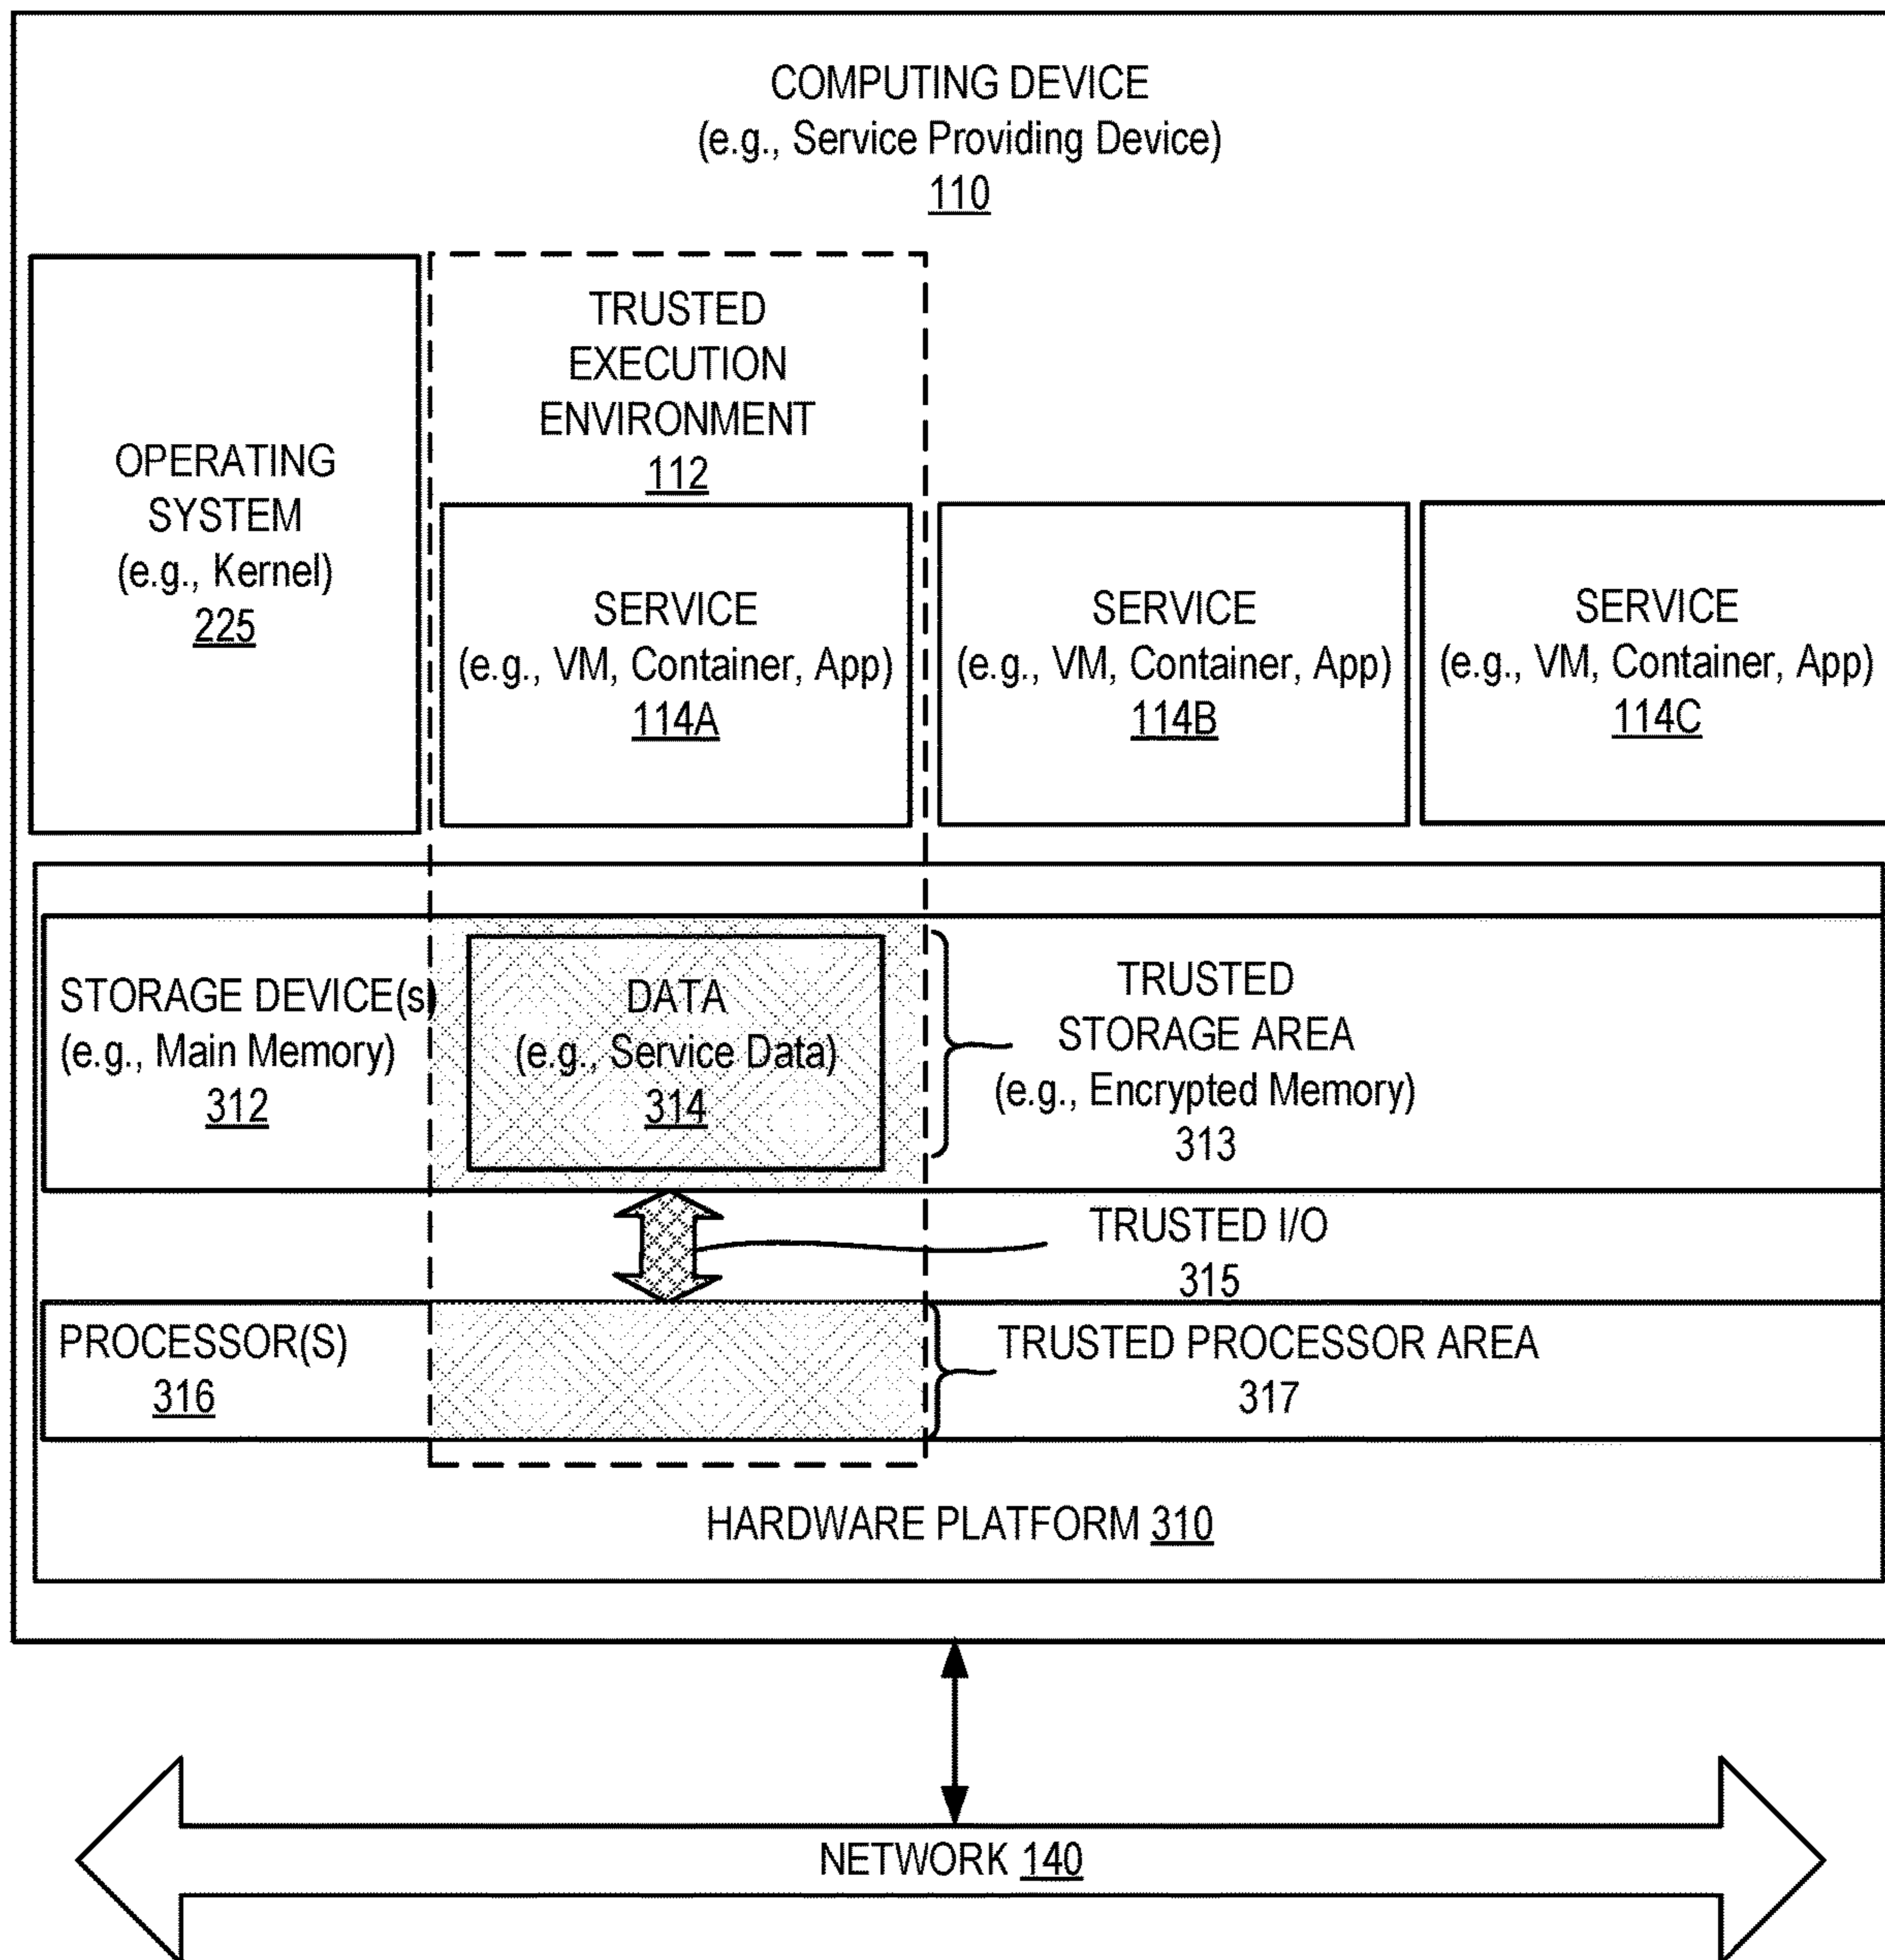 COMPUTING DEVICE
(e.g., Service Providing Device)
110
TRUSTED
EXECUTION
ENVIRONMENT
112
OPERATING
SYSTEM
(e.g., Kernel)
225
SERVICE
(e.g., VM, Container, App)
114A
SERVICE
(e.g., VM, Container, App)
114B
SERVICE
(e.g., VM, Container, App)
114C
STORAGE DEVICE(s)
(e.g., Main Memory)
312
DATA
(e.g., Service Data)
314
TRUSTED
STORAGE AREA
(e.g., Encrypted Memory)
313
TRUSTED I/O
315
PROCESSOR(S)
316
TRUSTED PROCESSOR AREA
317
HARDWARE PLATFORM 310
NETWORK 140